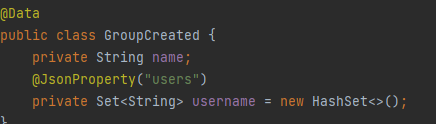 @Data
public class GroupCreated {
    private String name;
    @JsonProperty("users")
    private Set<String> username = new HashSet<>();
}